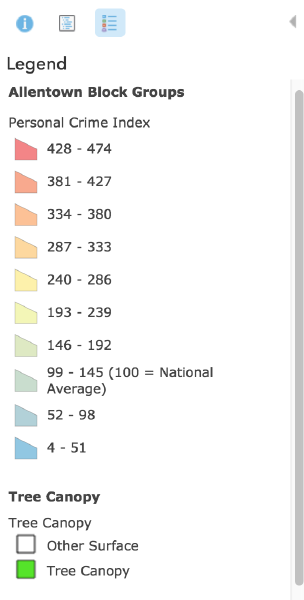 Legend
Allentown Block Groups
Personal Crime Index
428 - 474
381 - 427
334 - 380
287 - 333
240 - 286
193 - 239
146 - 192
99 - 145 (100 = National
Average)
52 - 98
4 - 51
Tree Canopy
Tree Canopy
Other Surface
Tree Canopy